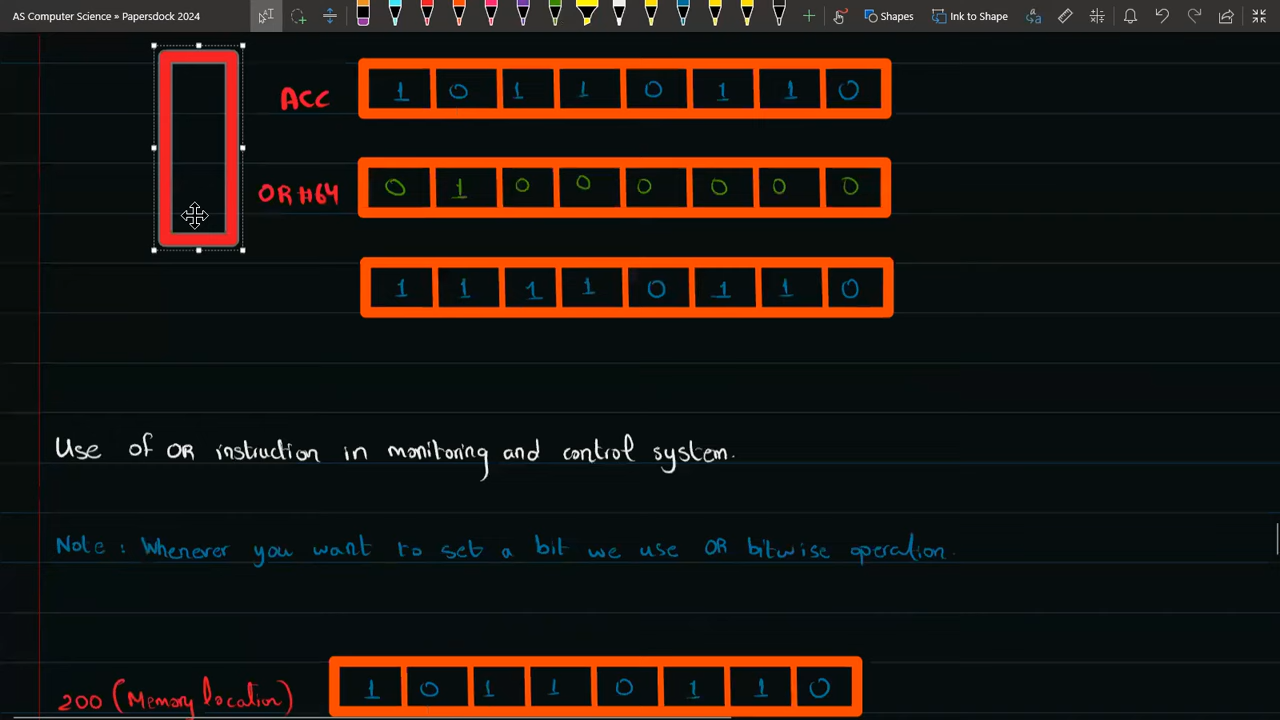 AS Computer Science » Papersdock 2024
Shapes
Ink to Shape
ACC 1 0 1 1 0 1 1 0
OR #64 0 1 0 0 0 0 0 0
1 1 1 1 0 1 1 0
Use of OR instruction in monitoring and control system.
Note : Whenever you want to set a bit we use OR bitwise operation.
200 (Memory location) 1 0 1 1 0 1 1 0